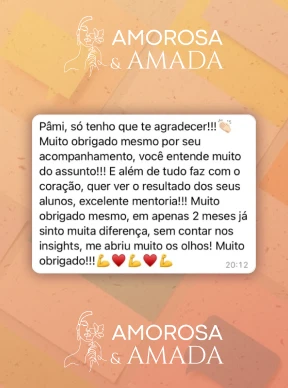 AMOROSA
& AMADA
Pâmi, só tenho que te agradecer!!!👏🏻
Muito obrigado mesmo por seu
acompanhamento, você entende muito
do assunto!!! E além de tudo faz com o
coração, quer ver o resultado dos seus
alunos, excelente mentoria!!! Muito
obrigado mesmo, em apenas 2 meses já
sinto muita diferença, sem contar nos
insights, me abriu muito os olhos! Muito
obrigado!!!💪♥️💪♥️💪
20:12
AMOROSA
& AMADA